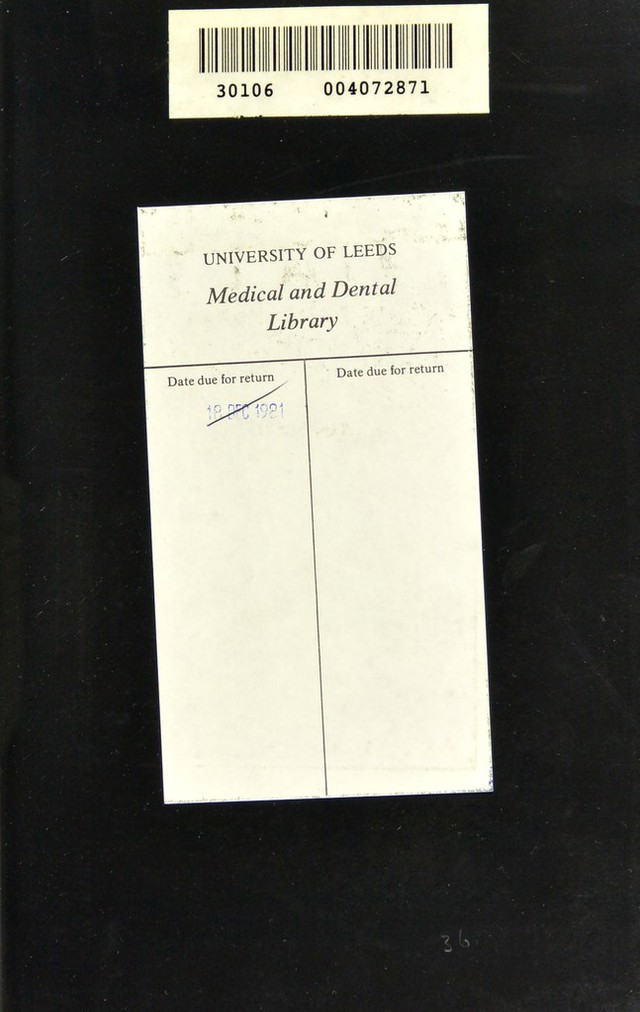 30106 004072871
UNIVERSITY OF LEEDS
Medical and Dental
Library
Date due for return
Date due for return
18 DEC 1981
36